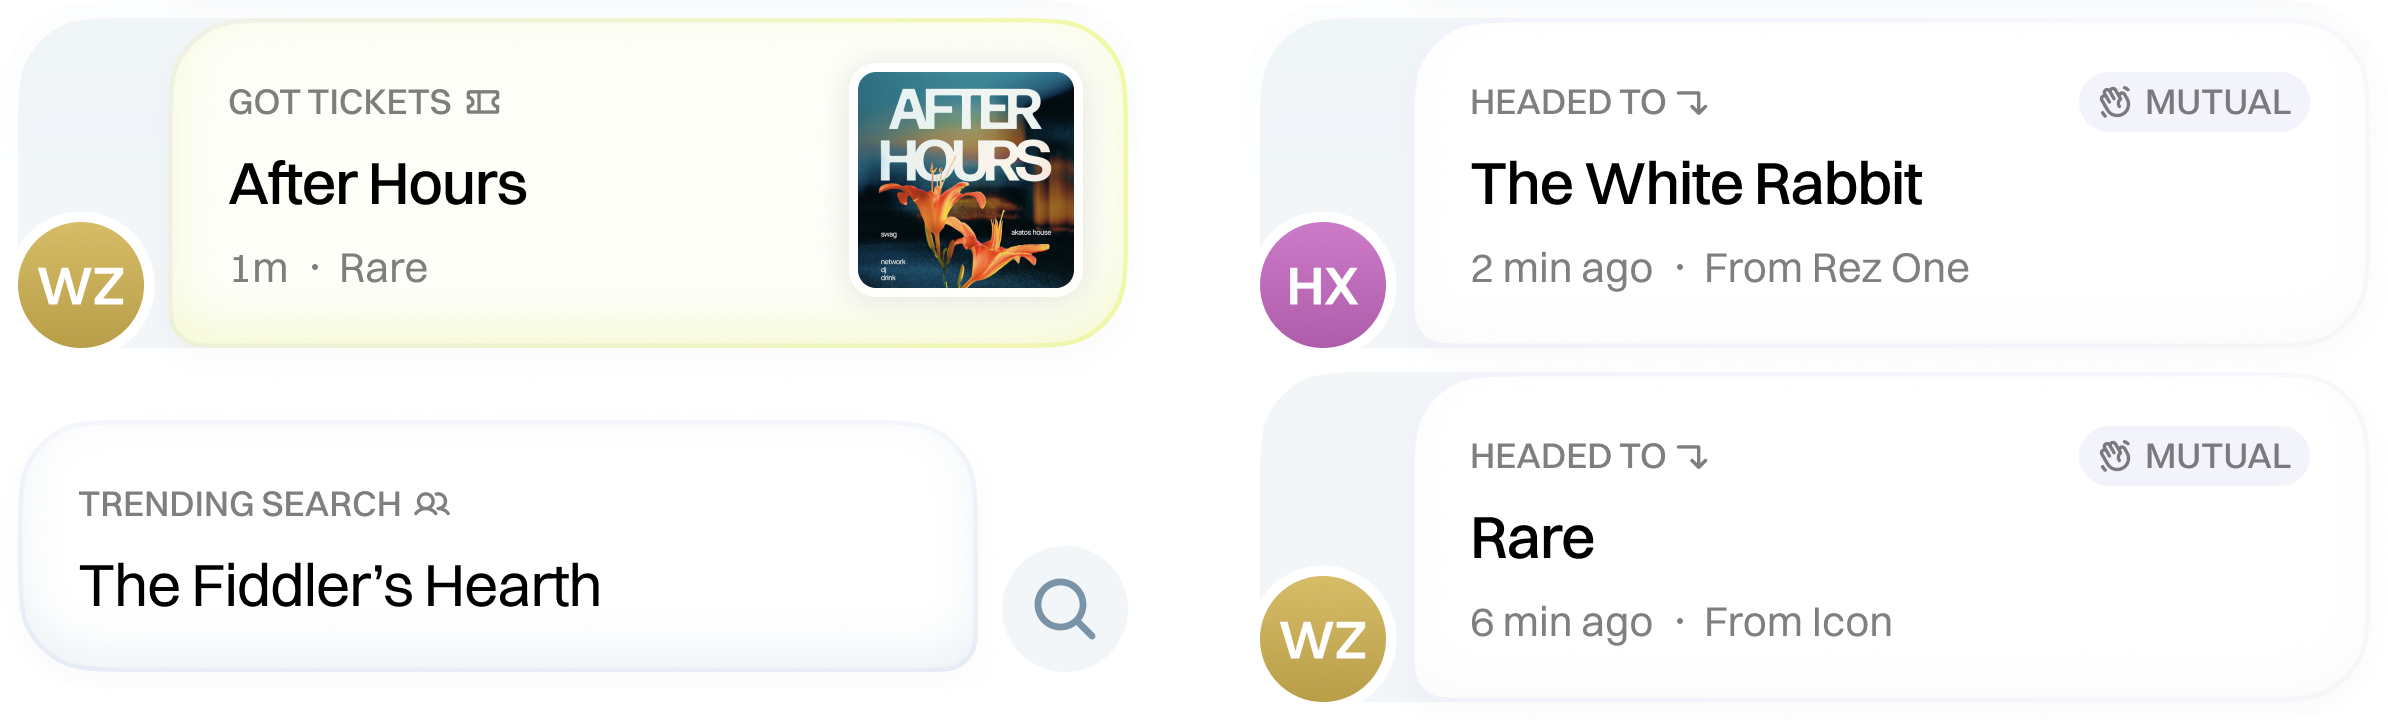 GOT TICKETS
After Hours
1m · Rare
WZ
AFTER
HOURS
swag
akatos house
network
dj
drink
TRENDING SEARCH
The Fiddler’s Hearth
HEADED TO
MUTUAL
The White Rabbit
2 min ago · From Rez One
HX
HEADED TO
MUTUAL
Rare
6 min ago · From Icon
WZ